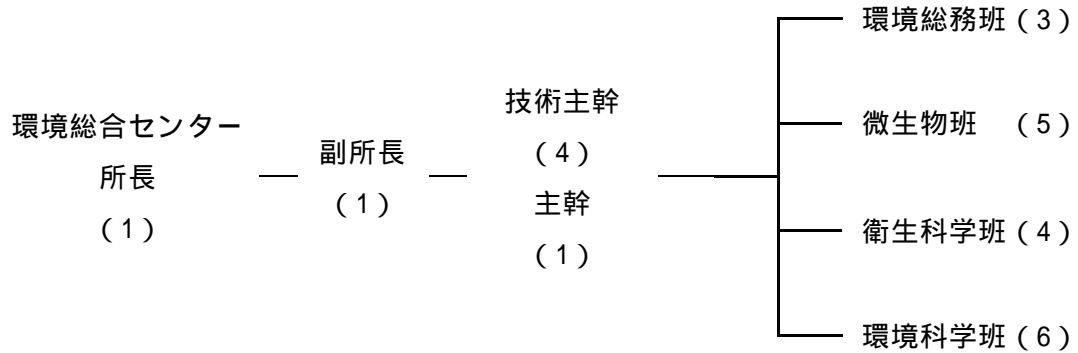 環境総合センター
所長
(1)
副所長
(1)
技術主幹
(4)
主幹
(1)
環境総務班(3)
微生物班 (5)
衛生科学班(4)
環境科学班(6)